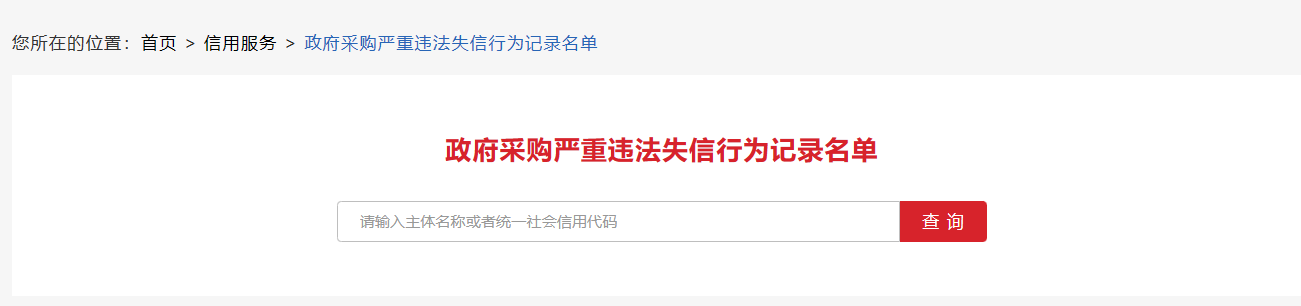 您所在的位置：首页 > 信用服务 > 政府采购严重违法失信行为记录名单
政府采购严重违法失信行为记录名单
请输入主体名称或者统一社会信用代码 查 询